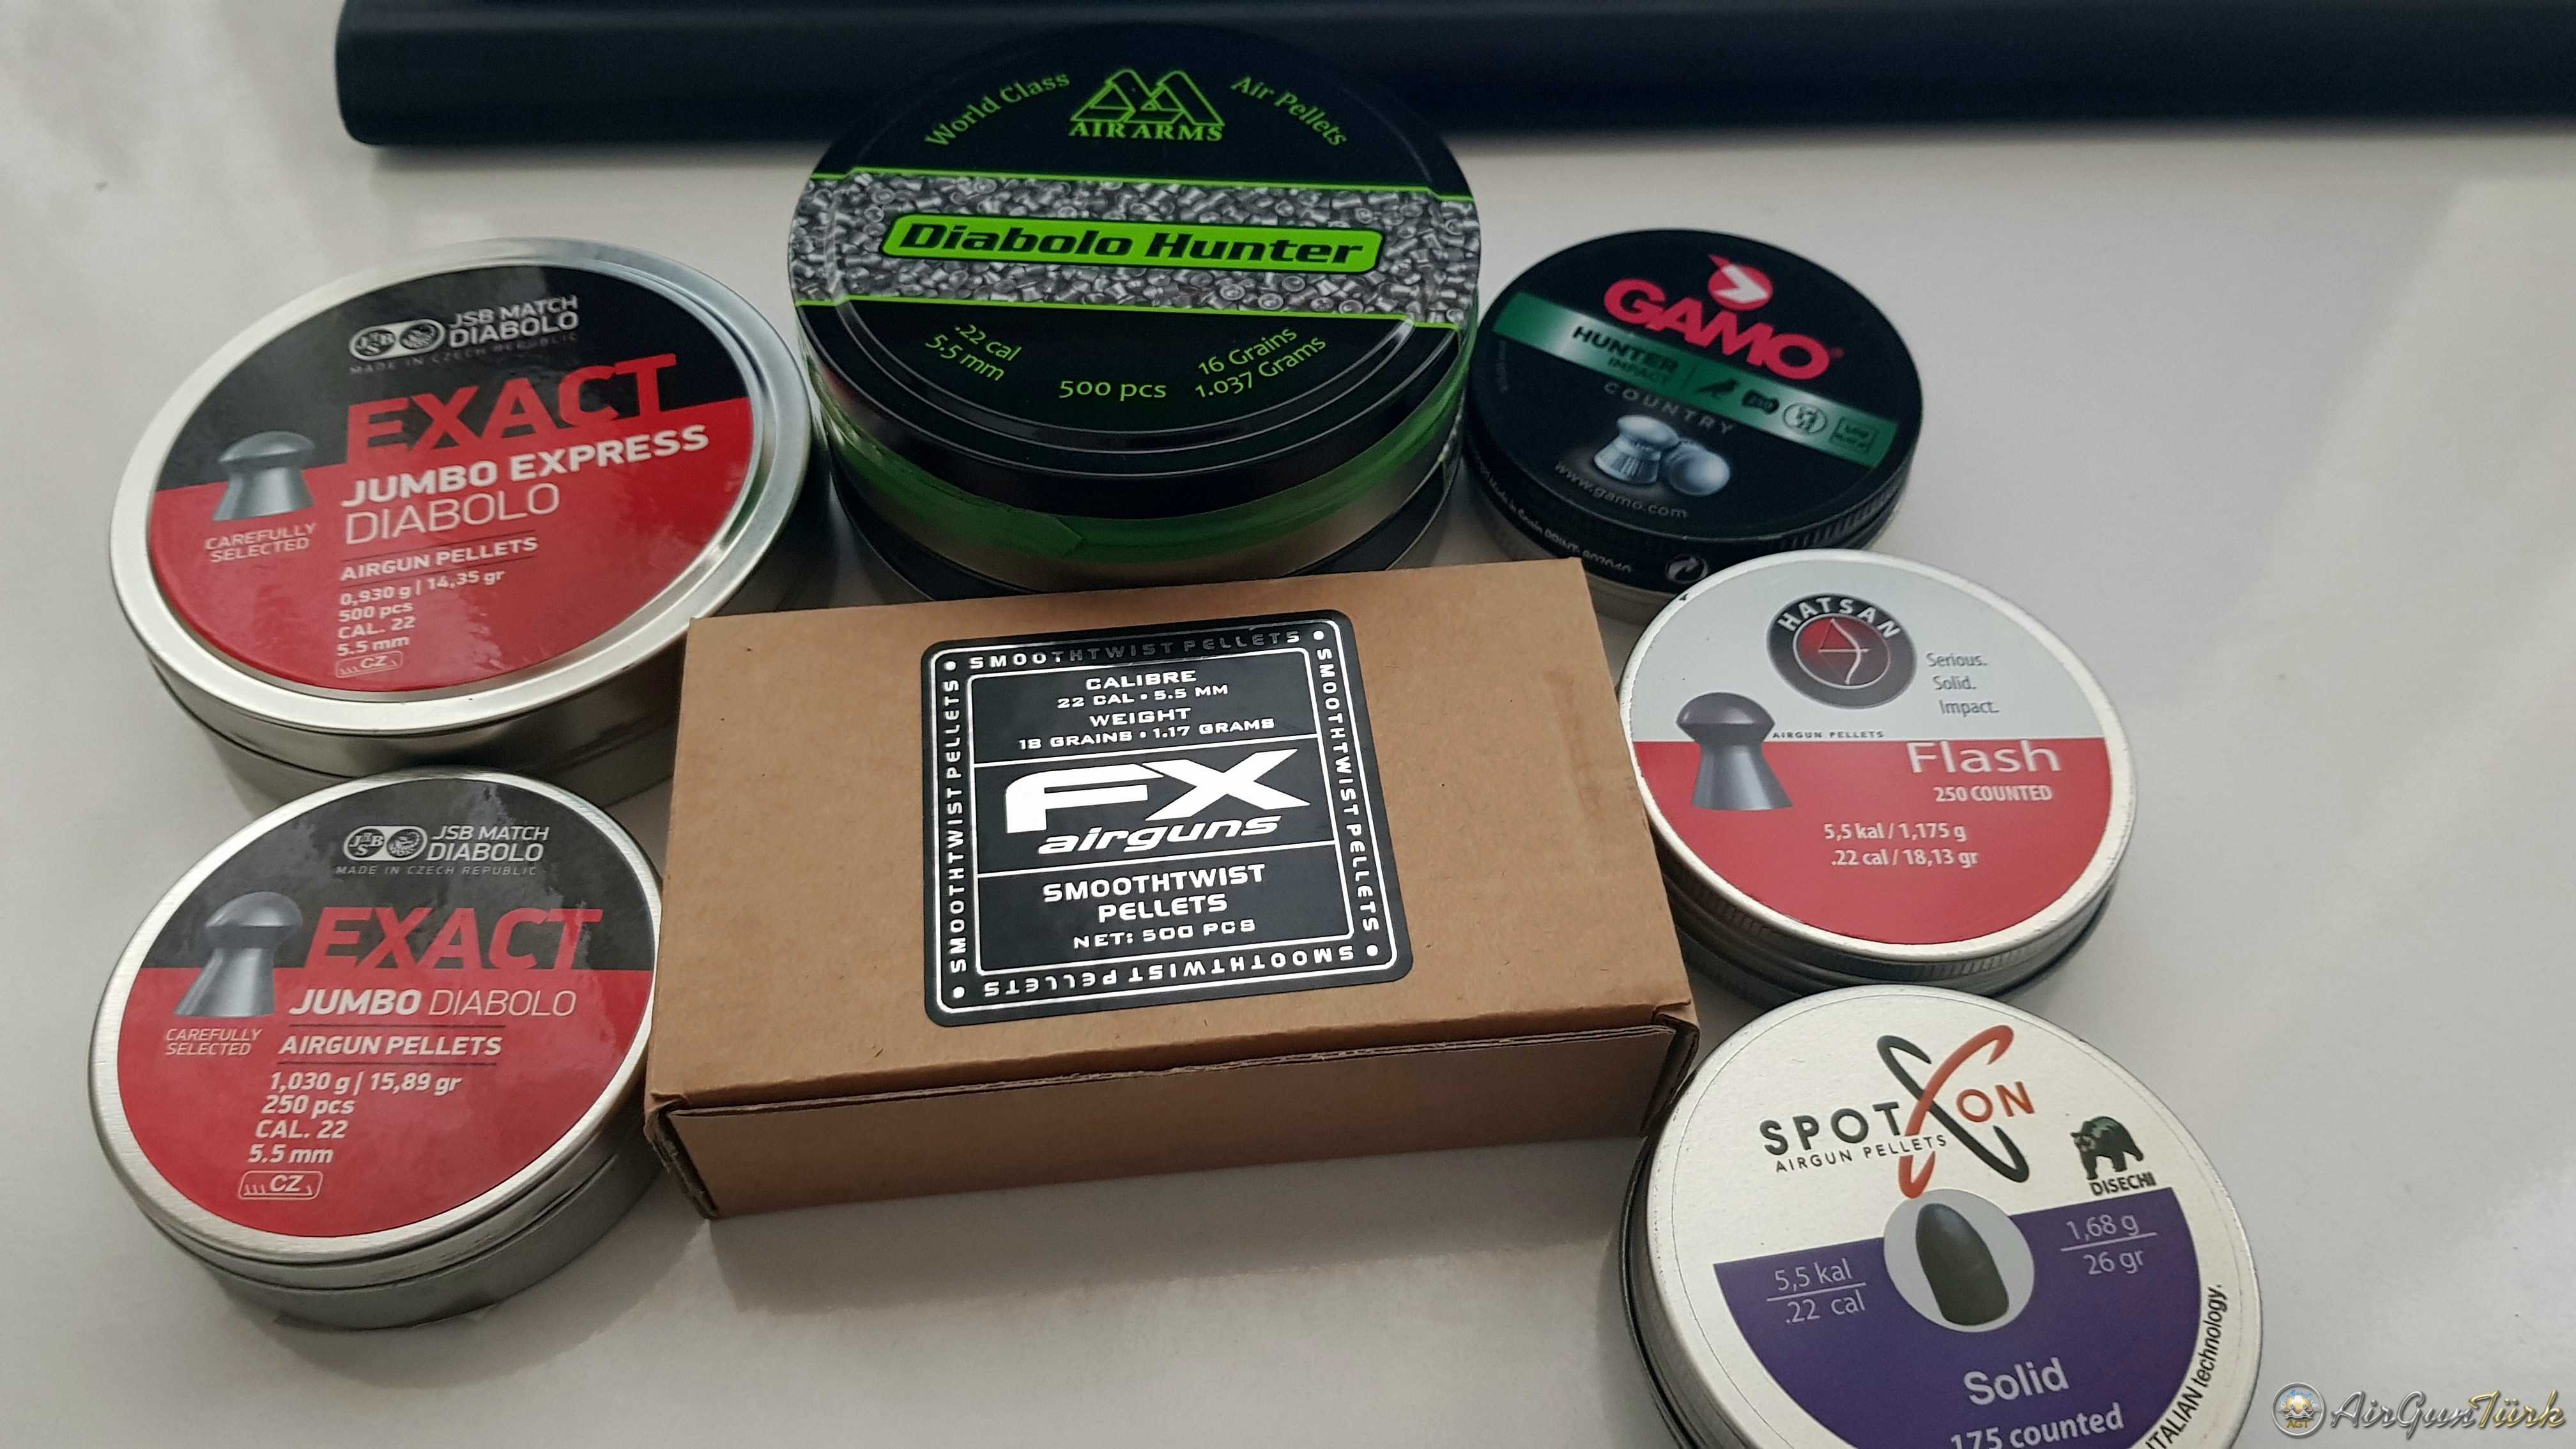 World Class
AIR ARMS
Air Pellets
Diabolo Hunter
.22 cal
5.5 mm
500 pcs
16 Grains
1.037 Grams
JSB MATCH
DIABOLO
MADE IN CZECH REPUBLIC
EXACT
JUMBO EXPRESS
DIABOLO
CAREFULLY
SELECTED
AIRGUN PELLETS
0,930 g | 14,35 gr
500 pcs
CAL. 22
5.5 mm
CZ
GAMO
HUNTER
IMPACT
250
COUNTRY
www.gamo.com
HATSAN
Serious.
Solid.
Impact.
AIRGUN PELLETS
Flash
250 COUNTED
5,5 kal / 1,175 g
.22 cal / 18,13 gr
SMOOTHTWIST PELLETS
SMOOTHTWIST PELLETS
SMOOTHTWIST PELLETS
SMOOTHTWIST PELLETS
CALIBRE
22 CAL • 5.5 MM
WEIGHT
18 GRAINS • 1.17 GRAMS
FX
airguns
SMOOTHTWIST
PELLETS
NET: 500 PCS
JSB MATCH
DIABOLO
MADE IN CZECH REPUBLIC
EXACT
JUMBO DIABOLO
CAREFULLY
SELECTED
AIRGUN PELLETS
1,030 g | 15,89 gr
250 pcs
CAL. 22
5.5 mm
CZ
SPOT ON
AIRGUN PELLETS
DISECHI
5,5 kal
.22 cal
1,68 g
26 gr
Solid
175 counted
ITALIAN technology.
AirGunTürk